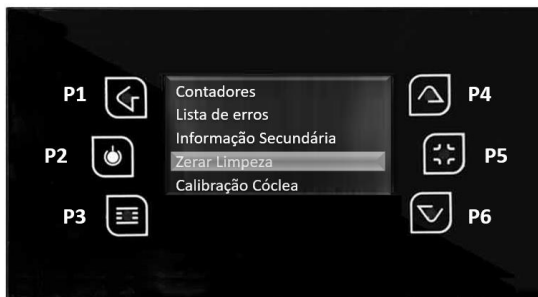 P1
P2
P3
Contadores
Lista de erros
Informação Secundária
Zerar Limpeza
Calibração Cóclea
P4
P5
P6